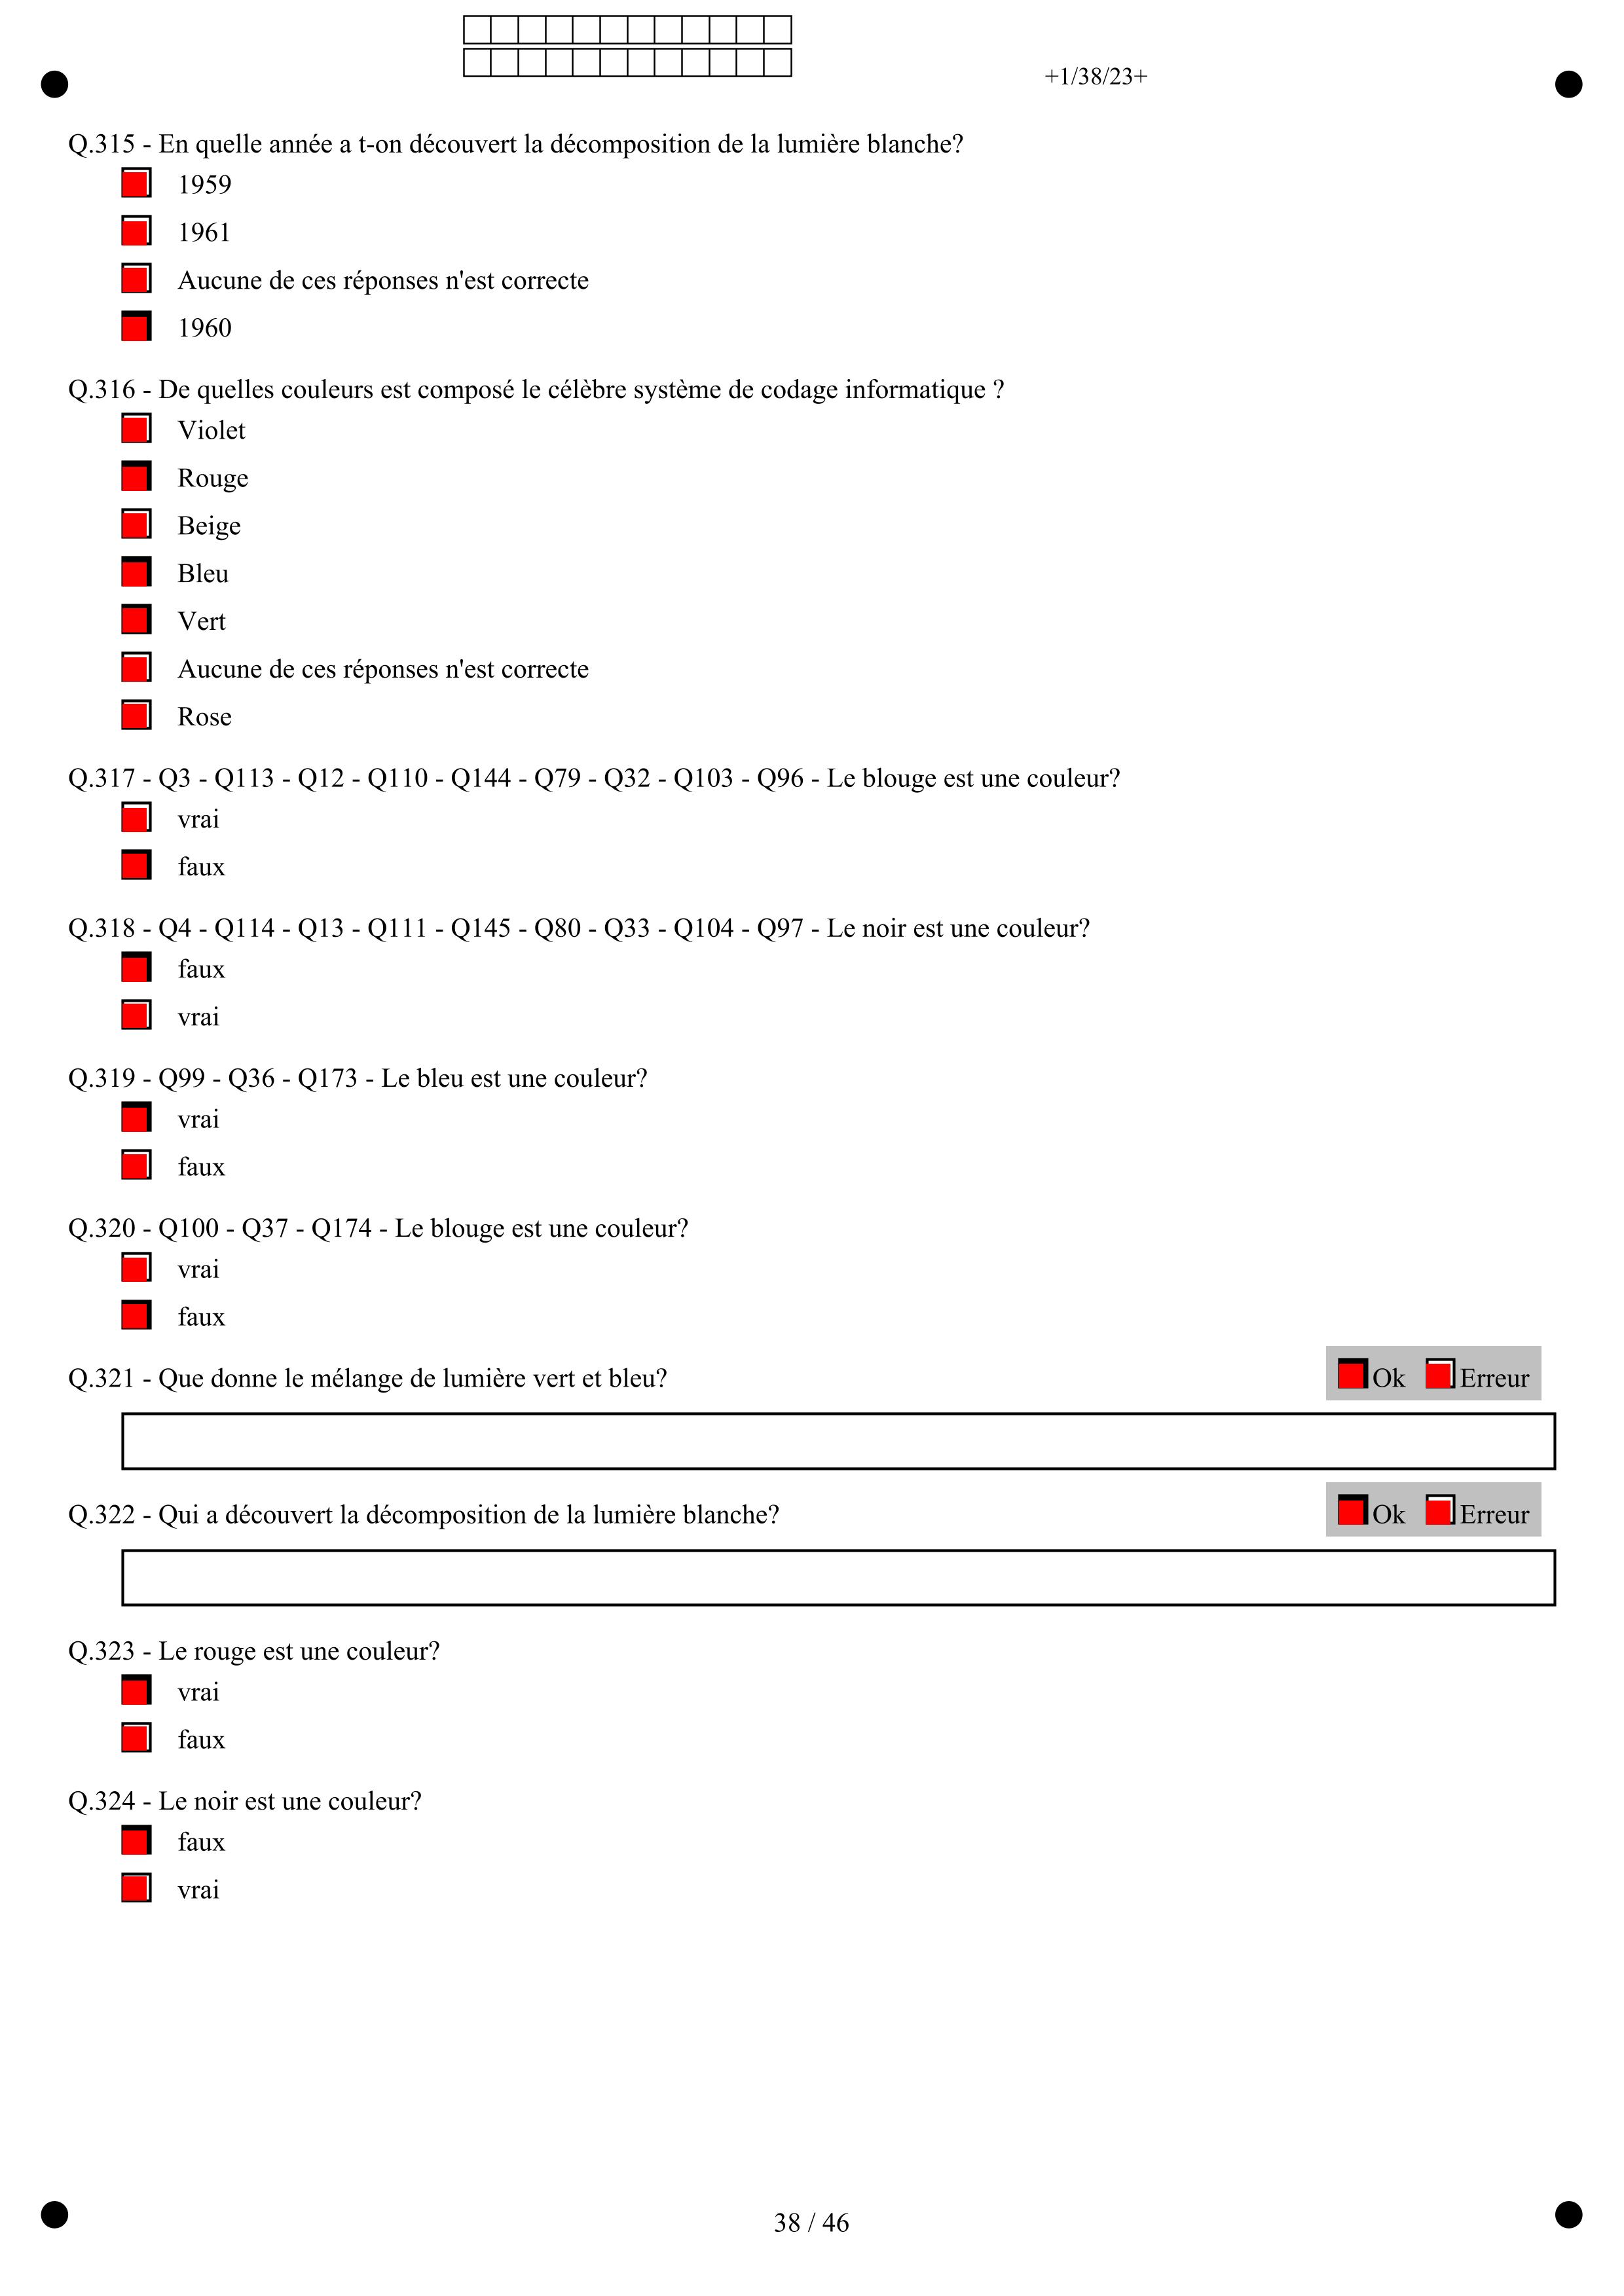 +1/38/23+
Q.315 - En quelle année a t-on découvert la décomposition de la lumière blanche?
1959
1961
Aucune de ces réponses n'est correcte
1960
Q.316 - De quelles couleurs est composé le célèbre système de codage informatique ?
Violet
Rouge
Beige
Bleu
Vert
Aucune de ces réponses n'est correcte
Rose
Q.317 - Q3 - Q113 - Q12 - Q110 - Q144 - Q79 - Q32 - Q103 - Q96 - Le blouge est une couleur?
vrai
faux
Q.318 - Q4 - Q114 - Q13 - Q111 - Q145 - Q80 - Q33 - Q104 - Q97 - Le noir est une couleur?
faux
vrai
Q.319 - Q99 - Q36 - Q173 - Le bleu est une couleur?
vrai
faux
Q.320 - Q100 - Q37 - Q174 - Le blouge est une couleur?
vrai
faux
Q.321 - Que donne le mélange de lumière vert et bleu? Ok Erreur
Q.322 - Qui a découvert la décomposition de la lumière blanche? Ok Erreur
Q.323 - Le rouge est une couleur?
vrai
faux
Q.324 - Le noir est une couleur?
faux
vrai
38 / 46